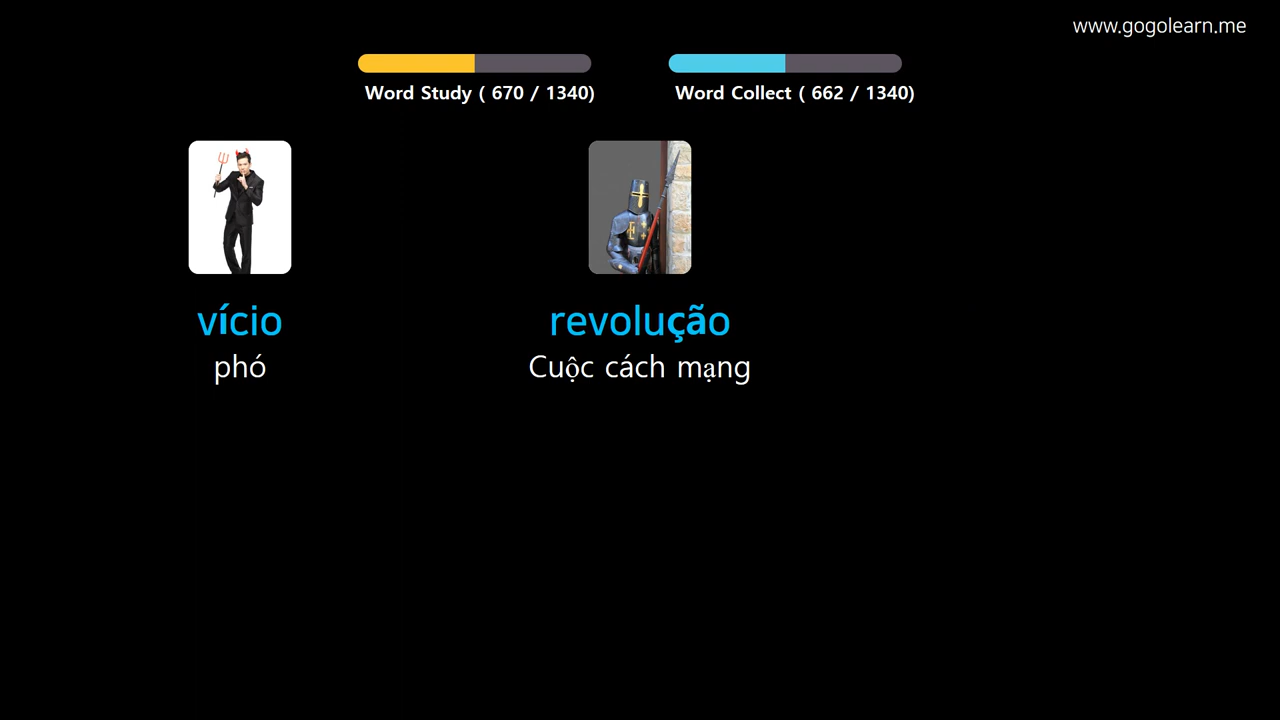 www.gogolearn.me
Word Study ( 670 / 1340)
Word Collect ( 662 / 1340)
vício
revolução
phó
Cuộc cách mạng